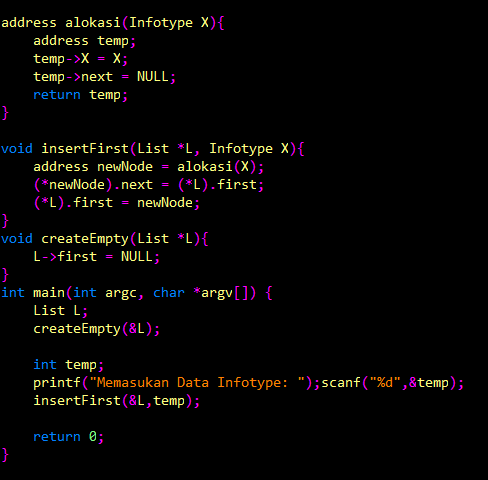 address alokasi(Infotype X){
    address temp;
    temp->X = X;
    temp->next = NULL;
    return temp;
}

void insertFirst(List *L, Infotype X){
    address newNode = alokasi(X);
    (*newNode).next = (*L).first;
    (*L).first = newNode;
}
void createEmpty(List *L){
    L->first = NULL;
}
int main(int argc, char *argv[]) {
    List L;
    createEmpty(&L);

    int temp;
    printf("Memasukan Data Infotype: ");scanf("%d",&temp);
    insertFirst(&L,temp);

    return 0;
}